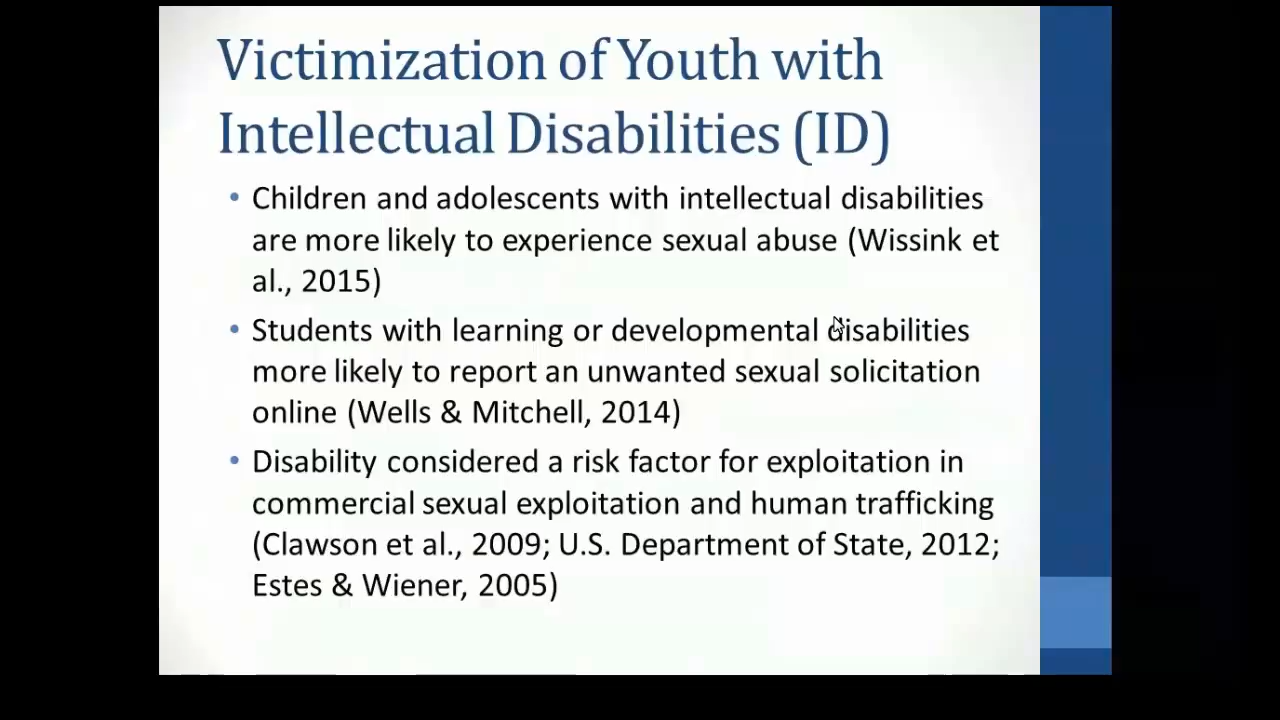 Victimization of Youth with
Intellectual Disabilities (ID)
• Children and adolescents with intellectual disabilities
are more likely to experience sexual abuse (Wissink et
al., 2015)
• Students with learning or developmental disabilities
more likely to report an unwanted sexual solicitation
online (Wells & Mitchell, 2014)
• Disability considered a risk factor for exploitation in
commercial sexual exploitation and human trafficking
(Clawson et al., 2009; U.S. Department of State, 2012;
Estes & Wiener, 2005)